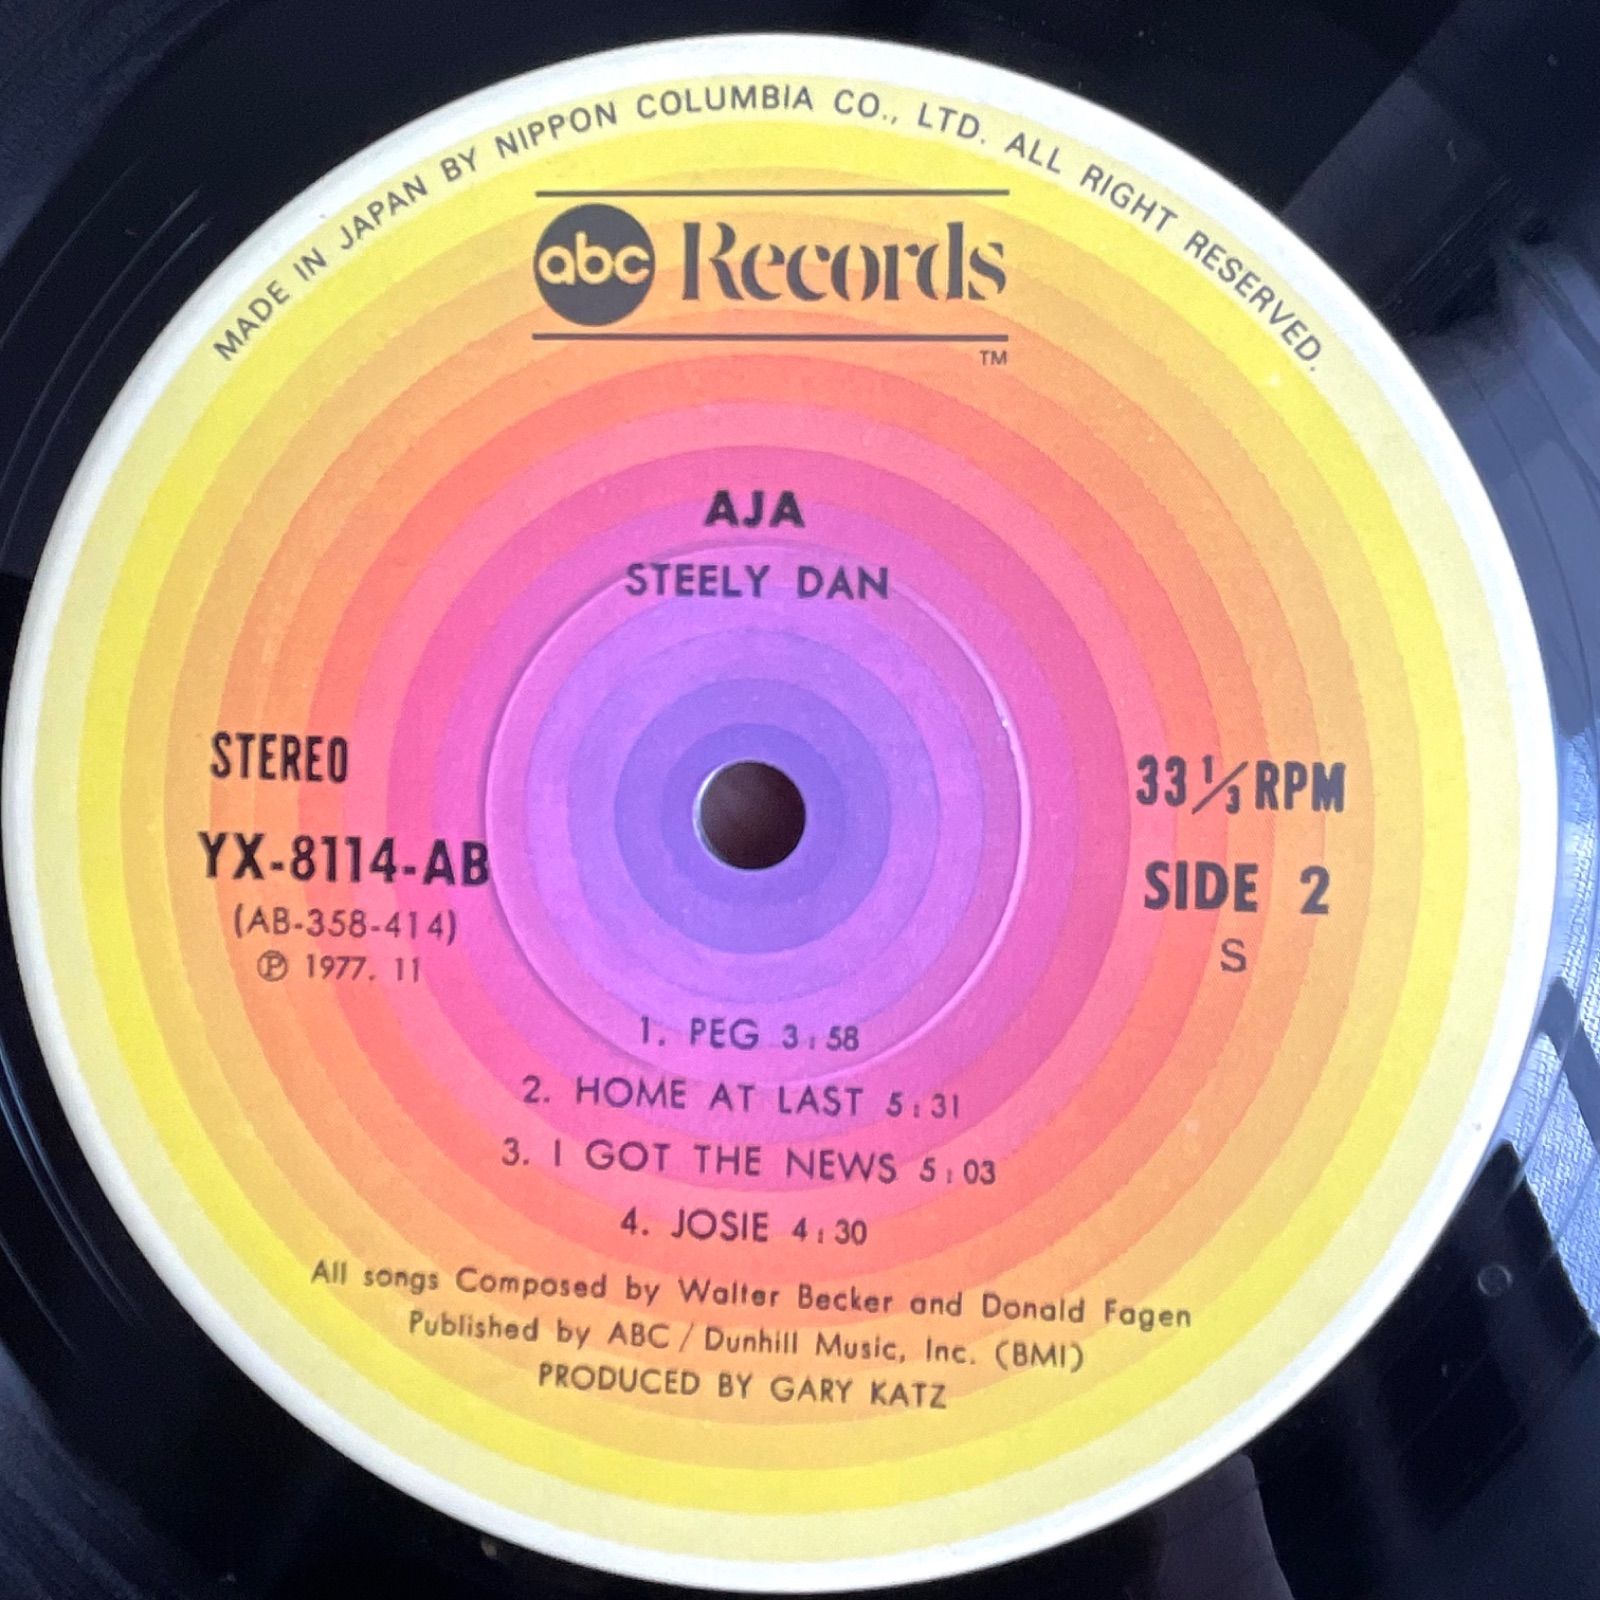 MADE IN JAPAN BY NIPPON COLUMBIA CO., LTD. ALL RIGHT RESERVED.
abc Records
TM
AJA
STEELY DAN
STEREO
YX-8114-AB
(AB-358-414)
Ⓟ 1977. 11
33 1/3 RPM
SIDE 2
S
1. PEG 3:58
2. HOME AT LAST 5:31
3. I GOT THE NEWS 5:03
4. JOSIE 4:30
All songs Composed by Walter Becker and Donald Fagen
Published by ABC / Dunhill Music, Inc. (BMI)
PRODUCED BY GARY KATZ